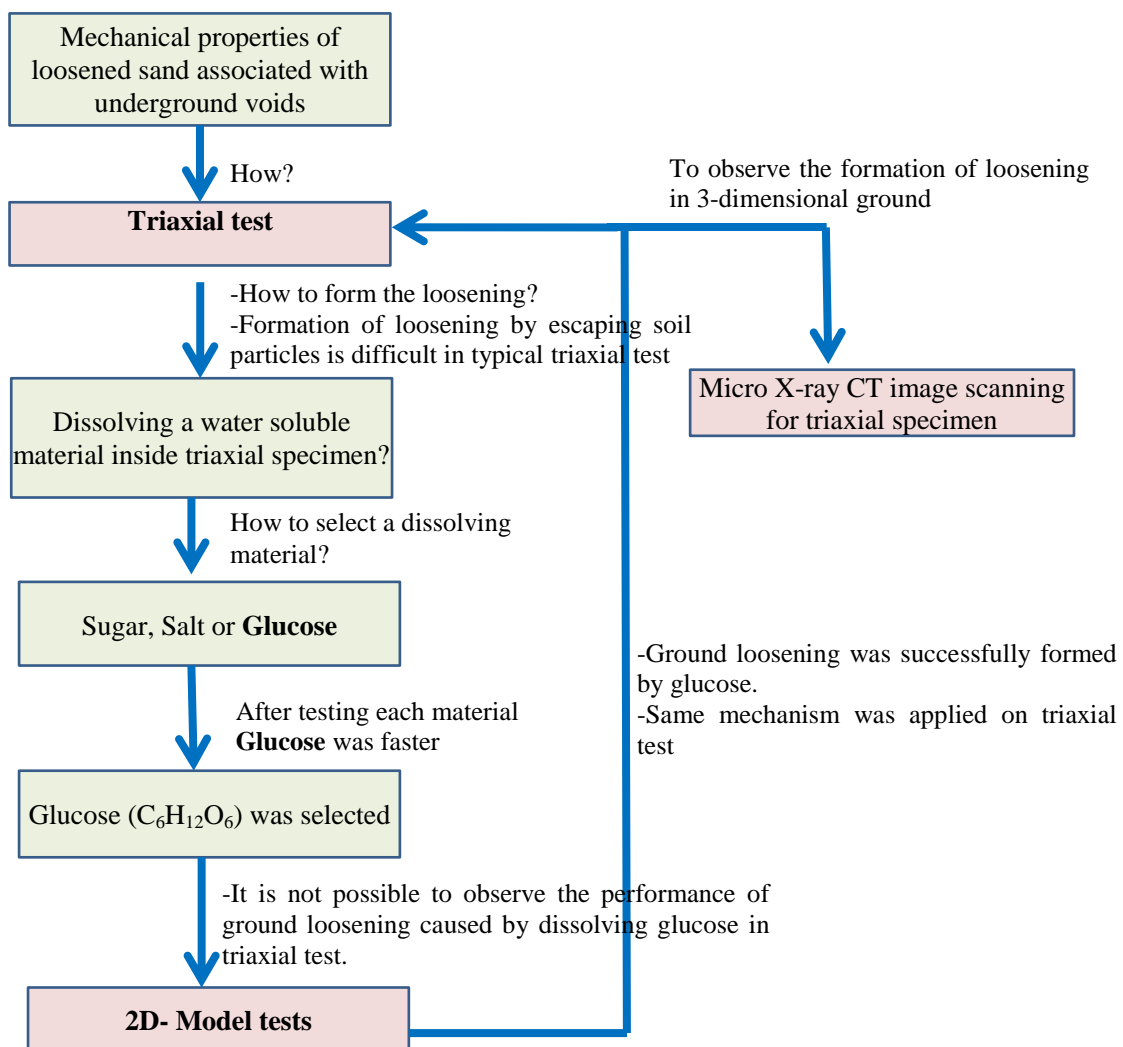 Mechanical properties of
loosened sand associated with
underground voids
How?
To observe the formation of loosening
in 3-dimensional ground
Triaxial test
-How to form the loosening?
-Formation of loosening by escaping soil
particles is difficult in typical triaxial test
Micro X-ray CT image scanning
for triaxial specimen
Dissolving a water soluble
material inside triaxial specimen?
How to select a dissolving
material?
Sugar, Salt or Glucose
-Ground loosening was successfully formed
by glucose.
-Same mechanism was applied on triaxial
test
After testing each material
Glucose was faster
Glucose (C₆H₁₂O₆) was selected
-It is not possible to observe the performance of
ground loosening caused by dissolving glucose in
triaxial test.
2D- Model tests